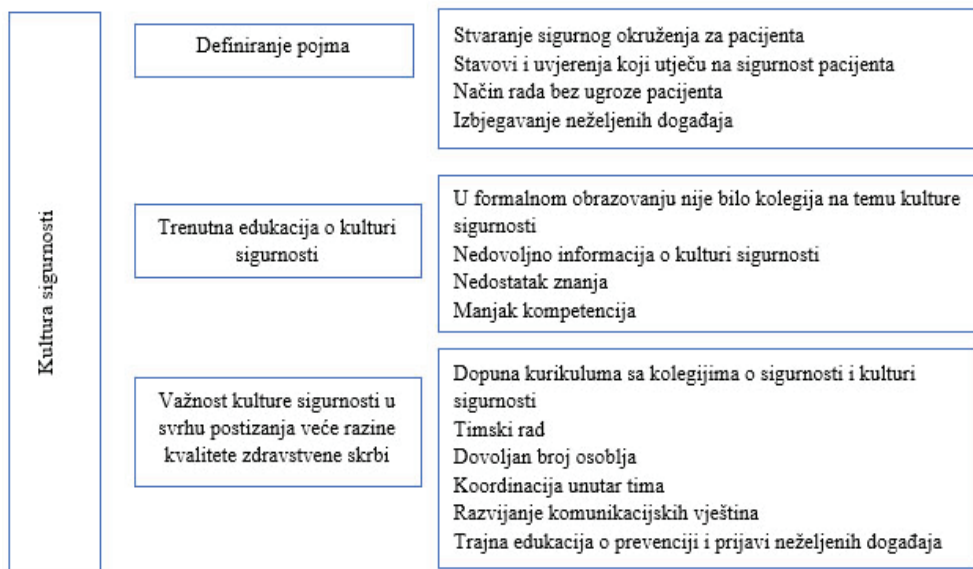 Kultura sigurnosti
Definiranje pojma
Stvaranje sigurnog okruženja za pacijenta
Stavovi i uvjerenja koji utječu na sigurnost pacijenta
Način rada bez ugroze pacijenta
Izbjegavanje neželjenih događaja
Trenutna edukacija o kulturi
sigurnosti
U formalnom obrazovanju nije bilo kolegija na temu kulture
sigurnosti
Nedovoljno informacija o kulturi sigurnosti
Nedostatak znanja
Manjak kompetencija
Važnost kulture sigurnosti u
svrhu postizanja veće razine
kvalitete zdravstvene skrbi
Dopuna kurikuluma sa kolegijima o sigurnosti i kulturi
sigurnosti
Timski rad
Dovoljan broj osoblja
Koordinacija unutar tima
Razvijanje komunikacijskih vještina
Trajna edukacija o prevenciji i prijavi neželjenih događaja